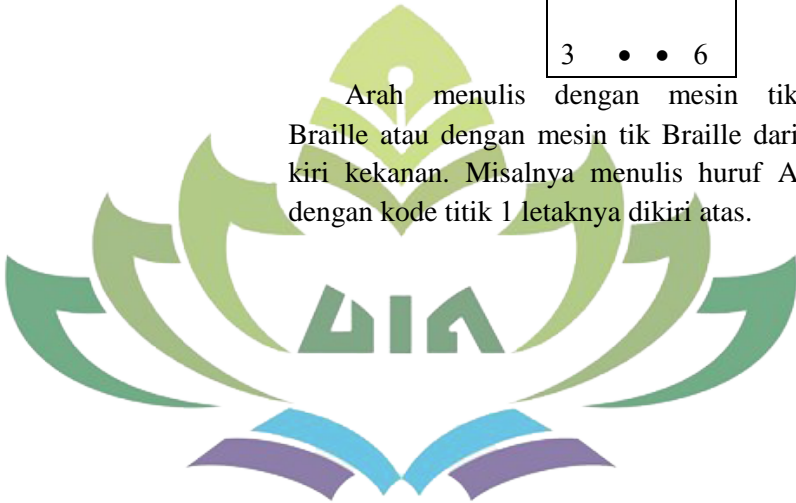 3 • • 6
Arah menulis dengan mesin tik
Braille atau dengan mesin tik Braille dari
kiri kekanan. Misalnya menulis huruf A
dengan kode titik 1 letaknya dikiri atas.
UIN